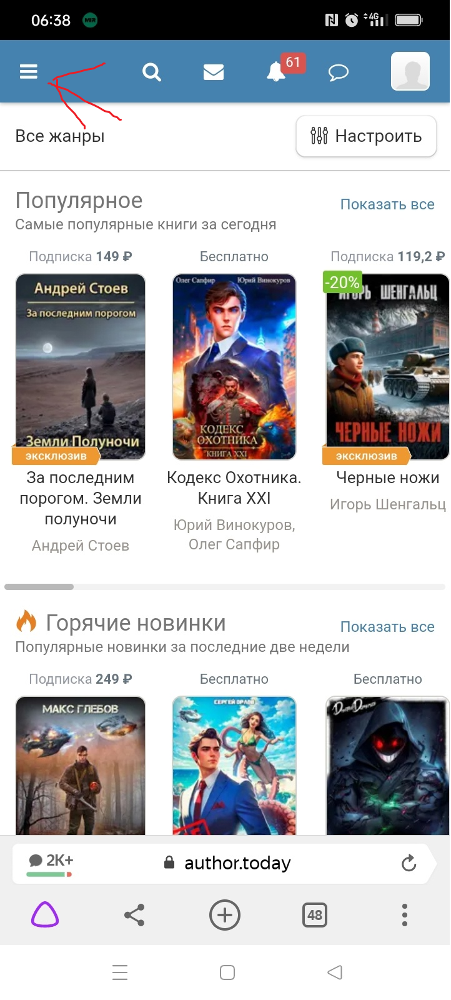 06:38
MIR
4G
61
Все жанры
Настроить
Популярное
Показать все
Самые популярные книги за сегодня
Подписка 149 ₽
Бесплатно
Подписка 119,2 ₽
Андрей Стоев
За последним порогом
Земли Полуночи
эксклюзив
Олег Сапфир
Юрий Винокуров
КОДЕКС
ОХОТНИКА
КНИГА XXI
-20%
ИГОРЬ ШЕНГАЛЬЦ
ЧЕРНЫЕ НОЖИ
эксклюзив
За последним
порогом. Земли
полуночи
Андрей Стоев
Кодекс Охотника.
Книга XXI
Юрий Винокуров,
Олег Сапфир
Черные ножи
Игорь Шенгальц
Горячие новинки
Показать все
Популярные новинки за последние две недели
Подписка 249 ₽
Бесплатно
Бесплатно
МАКС ГЛЕБОВ
СЕРГЕЙ ОРЛОВ
2K+
author.today
48